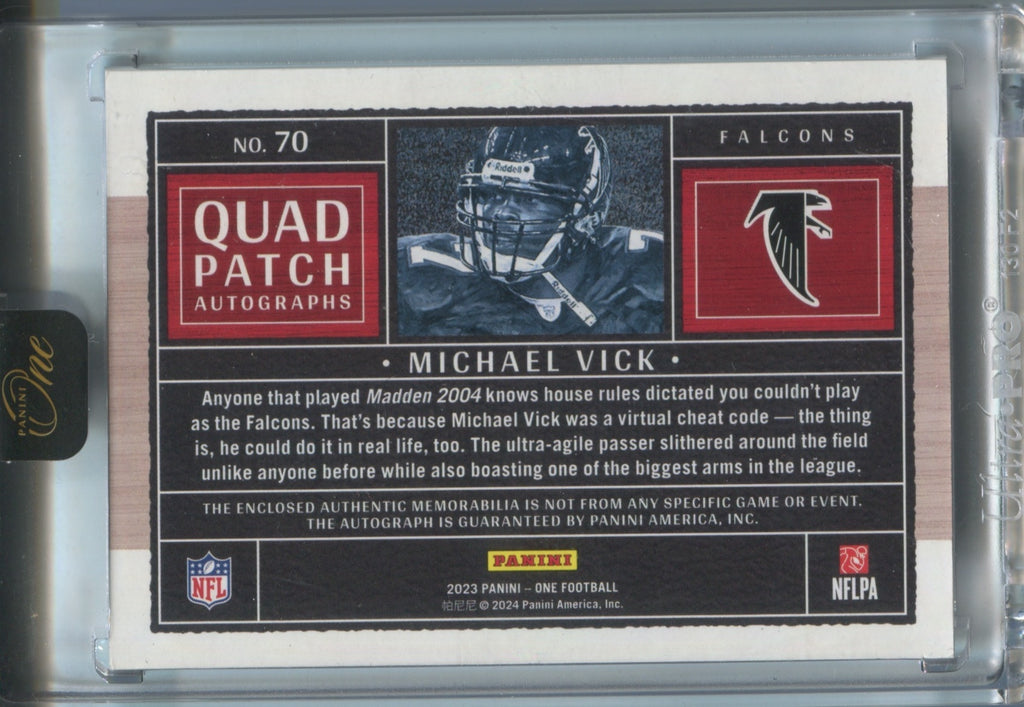 NO. 70
FALCONS
QUAD
PATCH
AUTOGRAPHS
Riddell
Riddell
• MICHAEL VICK •
Anyone that played Madden 2004 knows house rules dictated you couldn't play
as the Falcons. That's because Michael Vick was a virtual cheat code — the thing
is, he could do it in real life, too. The ultra-agile passer slithered around the field
unlike anyone before while also boasting one of the biggest arms in the league.
THE ENCLOSED AUTHENTIC MEMORABILIA IS NOT FROM ANY SPECIFIC GAME OR EVENT.
THE AUTOGRAPH IS GUARANTEED BY PANINI AMERICA, INC.
NFL
PANINI
2023 PANINI – ONE FOOTBALL
帕尼尼 © 2024 Panini America, Inc.
NFLPA
PANINI
One
Ultra·PRO®